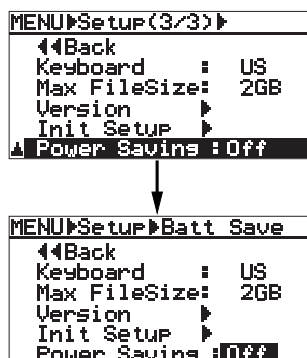 MENU▶Setup(3/3)▶
◀◀Back
Keyboard : US
Max FileSize: 2GB
Version ▶
Init Setup ▶
Power Saving :Off
MENU▶Setup▶Batt Save
◀◀Back
Keyboard : US
Max FileSize: 2GB
Version ▶
Init Setup ▶
Power Saving :Off